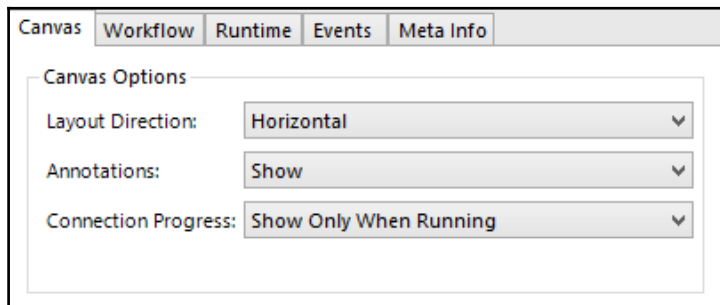 Canvas Workflow Runtime Events Meta Info
Canvas Options
Layout Direction: Horizontal
Annotations: Show
Connection Progress: Show Only When Running